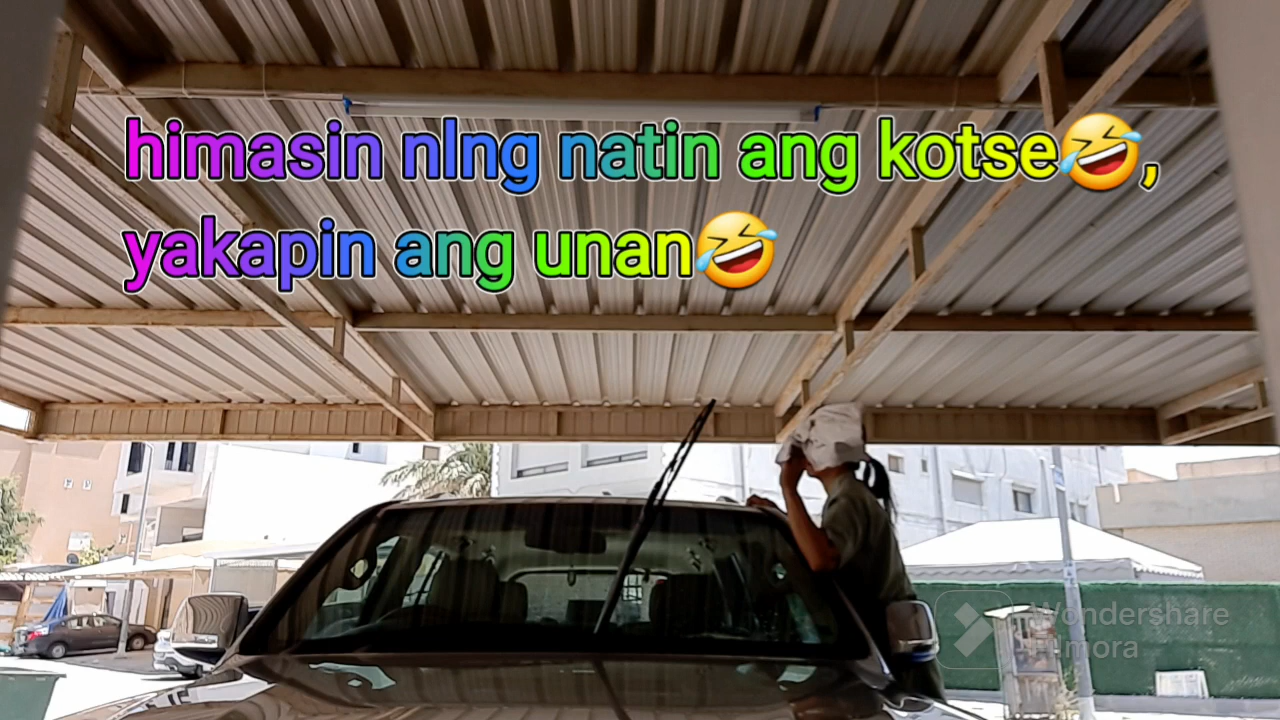 himasin nlng natin ang kotse🤣,
yakapin ang unan🤣
Wondershare
Filmora